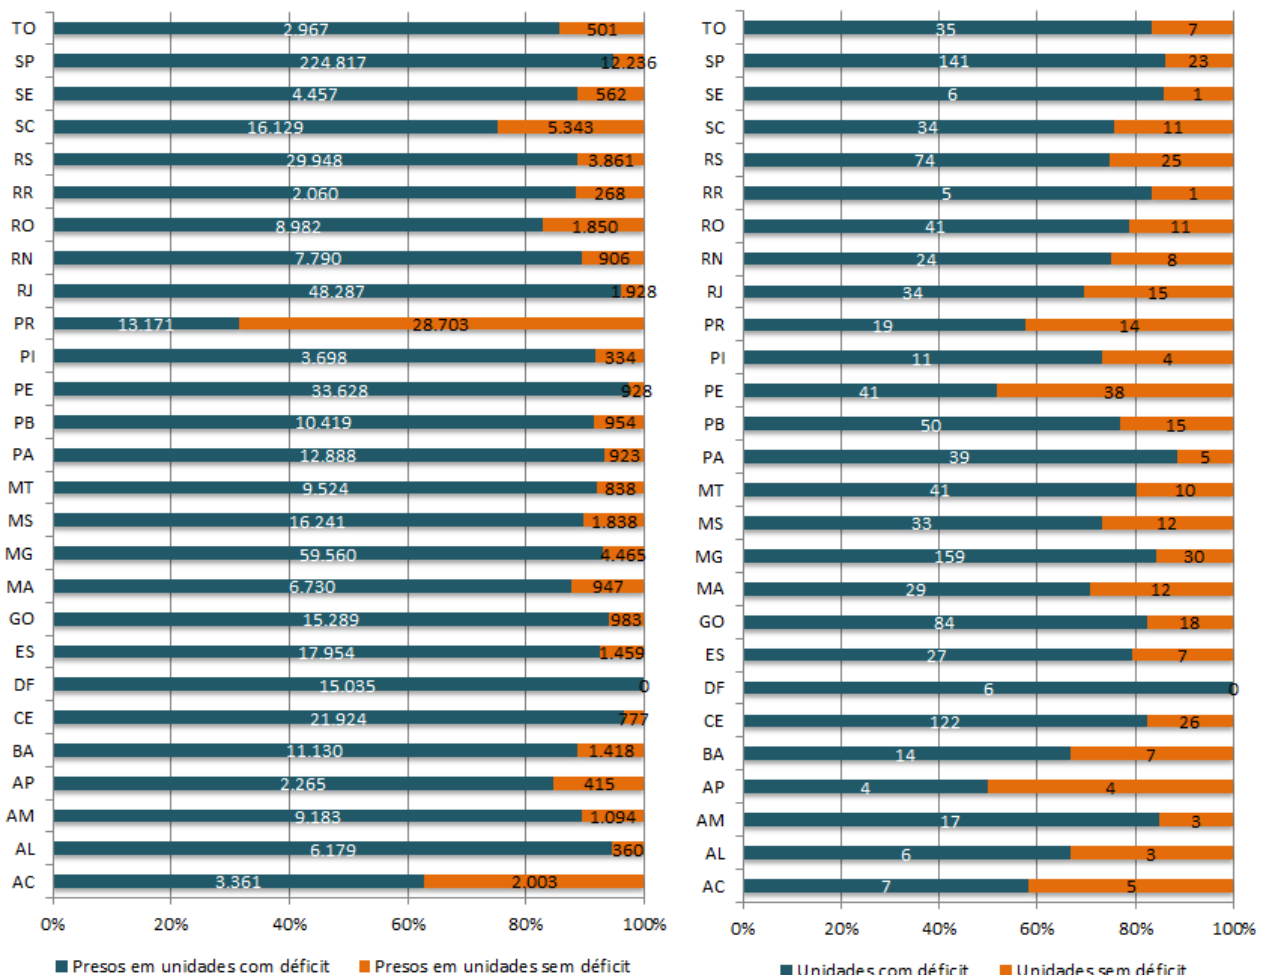 TO 2.967 501
SP 224.817 12.236
SE 4.457 562
SC 16.129 5.343
RS 29.948 3.861
RR 2.060 268
RO 8.982 1.850
RN 7.790 906
RJ 48.287 1.928
PR 13.171 28.703
PI 3.698 334
PE 33.628 928
PB 10.419 954
PA 12.888 923
MT 9.524 838
MS 16.241 1.838
MG 59.560 4.465
MA 6.730 947
GO 15.289 983
ES 17.954 1.459
DF 15.035 0
CE 21.924 777
BA 11.130 1.418
AP 2.265 415
AM 9.183 1.094
AL 6.179 360
AC 3.361 2.003
0% 20% 40% 60% 80% 100%
Presos em unidades com déficit Presos em unidades sem déficit
TO 35 7
SP 141 23
SE 6 1
SC 34 11
RS 74 25
RR 5 1
RO 41 11
RN 24 8
RJ 34 15
PR 19 14
PI 11 4
PE 41 38
PB 50 15
PA 39 5
MT 41 10
MS 33 12
MG 159 30
MA 29 12
GO 84 18
ES 27 7
DF 6 0
CE 122 26
BA 14 7
AP 4 4
AM 17 3
AL 6 3
AC 7 5
0% 20% 40% 60% 80% 100%
Unidades com déficit Unidades sem déficit